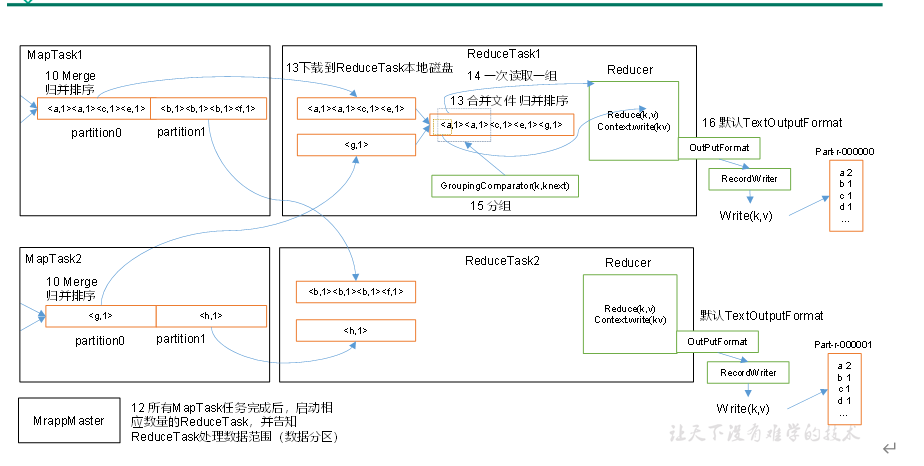 MapTask1
10 Merge
归并排序
<a,1><a,1><c,1><e,1>
<b,1><b,1><b,1><f,1>
partition0
partition1
ReduceTask1
13下载到ReduceTask本地磁盘
14 一次读取一组
Reducer
<a,1><a,1><c,1><e,1>
13 合并文件 归并排序
<a,1><a,1><c,1><e,1><g,1>
<g,1>
Reduce(k,v)
Context.write(kv)
GroupingComparator(k,knext)
15 分组
16 默认TextOutputFormat
OutPutFormat
RecordWriter
Write(k,v)
Part-r-000000
a 2
b 1
c 1
d 1
...
MapTask2
10 Merge
归并排序
<g,1>
<h,1>
partition0
partition1
ReduceTask2
<b,1><b,1><b,1><f,1>
<h,1>
Reducer
Reduce(k,v)
Context.write(kv)
默认TextOutputFormat
OutPutFormat
RecordWriter
Write(k,v)
Part-r-000001
a 2
b 1
c 1
d 1
...
MrappMaster
12 所有MapTask任务完成后，启动相
应数量的ReduceTask，并告知
ReduceTask处理数据范围（数据分区）
让天下没有难学的技术